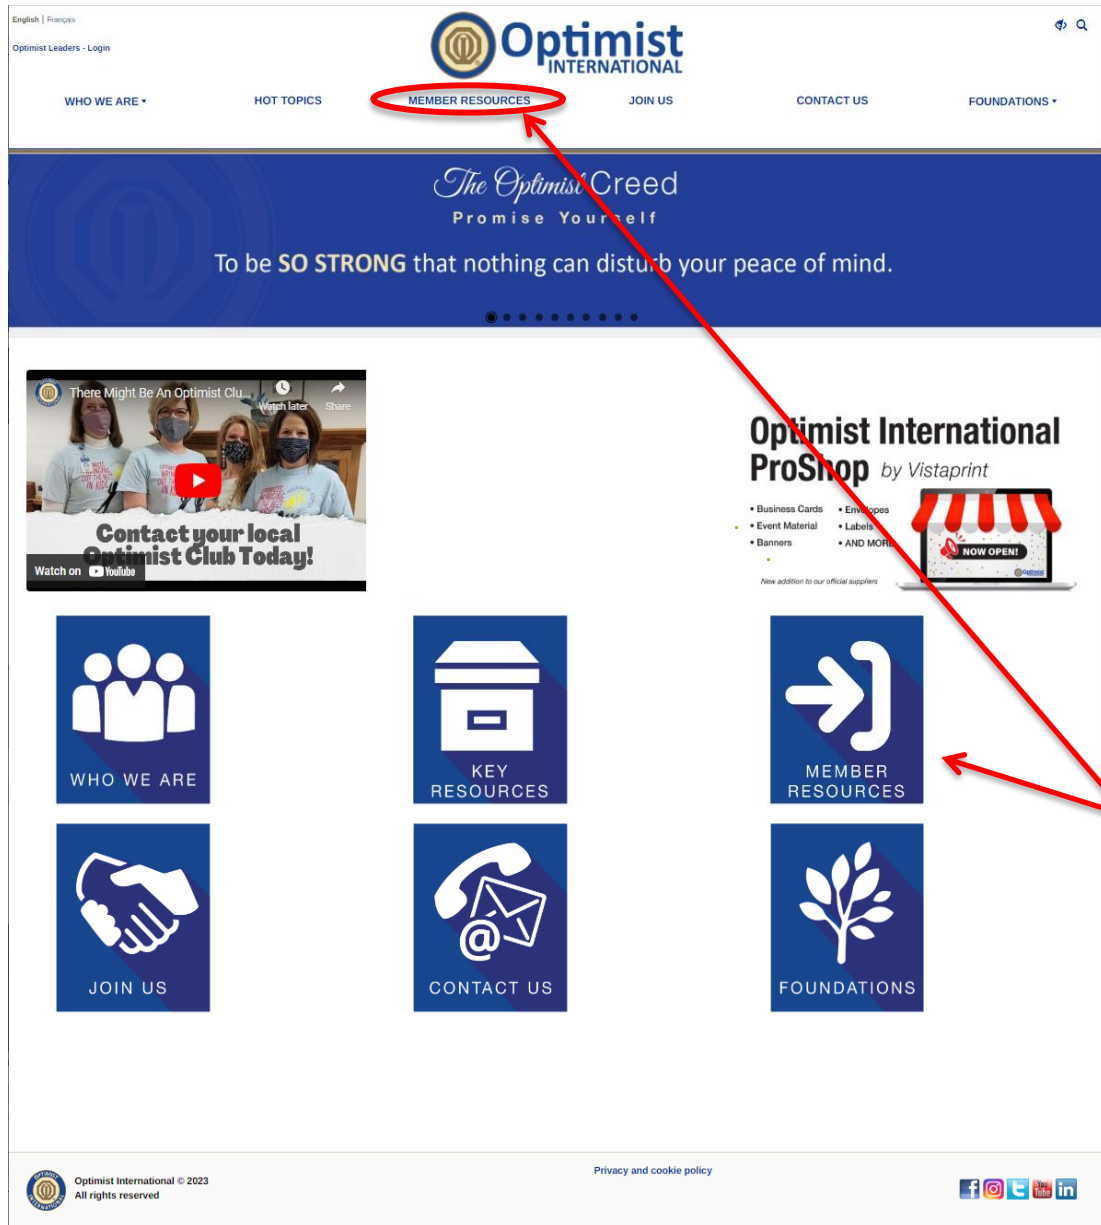 English | Français
Optimist Leaders - Login
Optimist
INTERNATIONAL
WHO WE ARE
HOT TOPICS
MEMBER RESOURCES
JOIN US
CONTACT US
FOUNDATIONS
The Optimist Creed
Promise Yourself
To be SO STRONG that nothing can disturb your peace of mind.
There Might Be An Optimist Clu...
Watch later
Share
Contact your local
Optimist Club Today!
Watch on YouTube
Optimist International
ProShop by Vistaprint
• Business Cards
• Event Material
• Banners
• Envelopes
• Labels
• AND MORE
NOW OPEN!
Optimist
New addition to our official suppliers
WHO WE ARE
KEY
RESOURCES
MEMBER
RESOURCES
JOIN US
CONTACT US
FOUNDATIONS
OPTIMIST
INTERNATIONAL
Optimist International © 2023
All rights reserved
Privacy and cookie policy
You
Tube